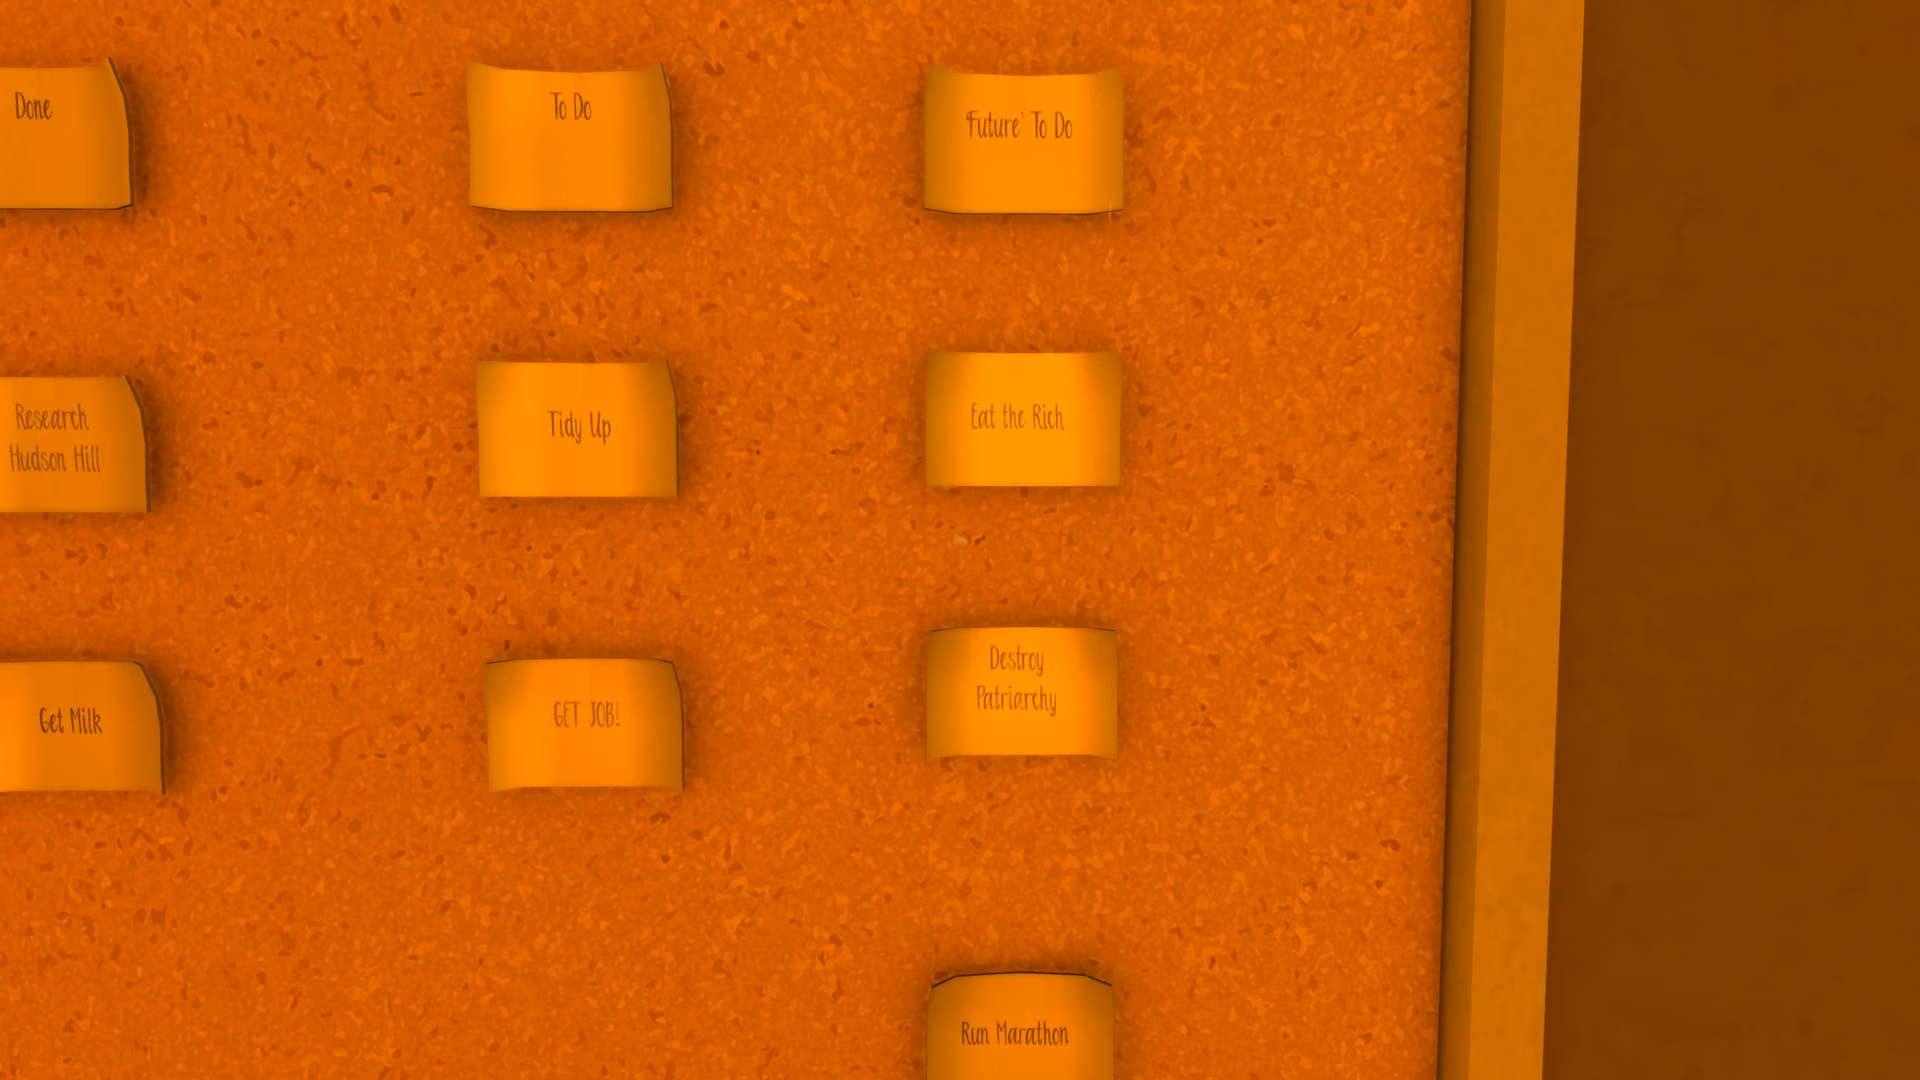 Done
To Do
'Future' To Do
Research
Hudson Hill
Tidy Up
Eat the Rich
Get Milk
GET JOB!
Destroy
Patriarchy
Run Marathon